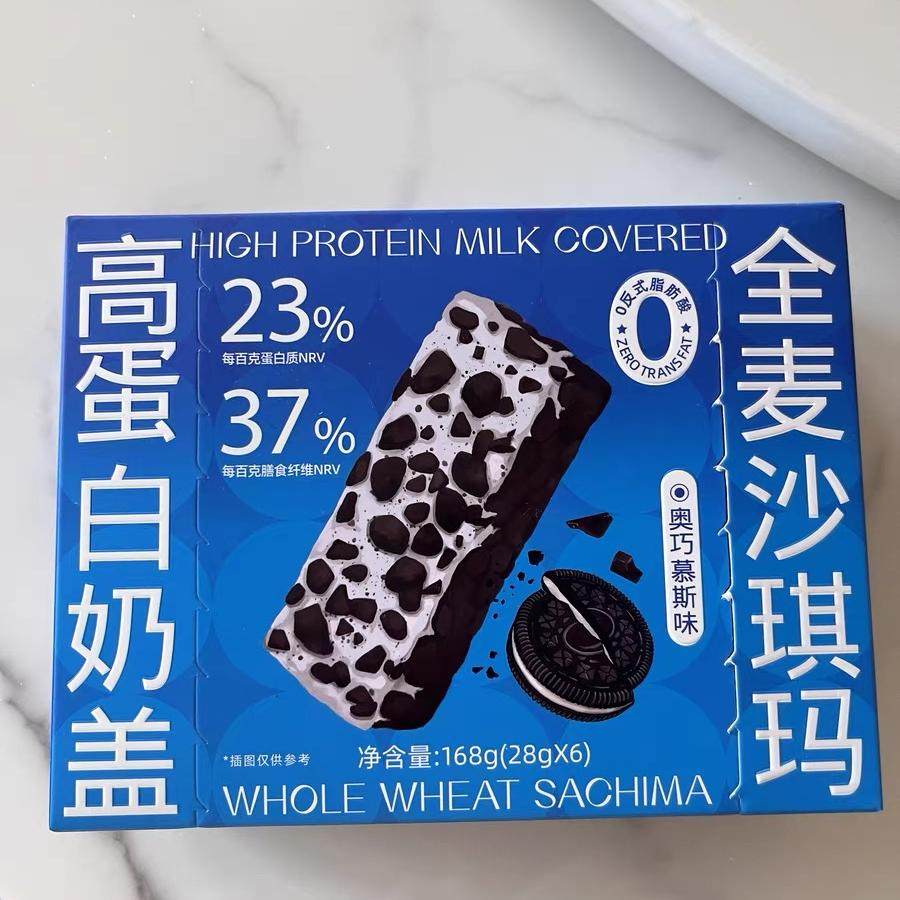 HIGH PROTEIN MILK COVERED
高蛋白奶盖
全麦沙琪玛
23%
每百克蛋白质NRV
37%
每百克膳食纤维NRV
0反式脂肪酸
0
ZERO TRANS FAT
奥巧慕斯味
*插图仅供参考
净含量:168g(28gX6)
WHOLE WHEAT SACHIMA